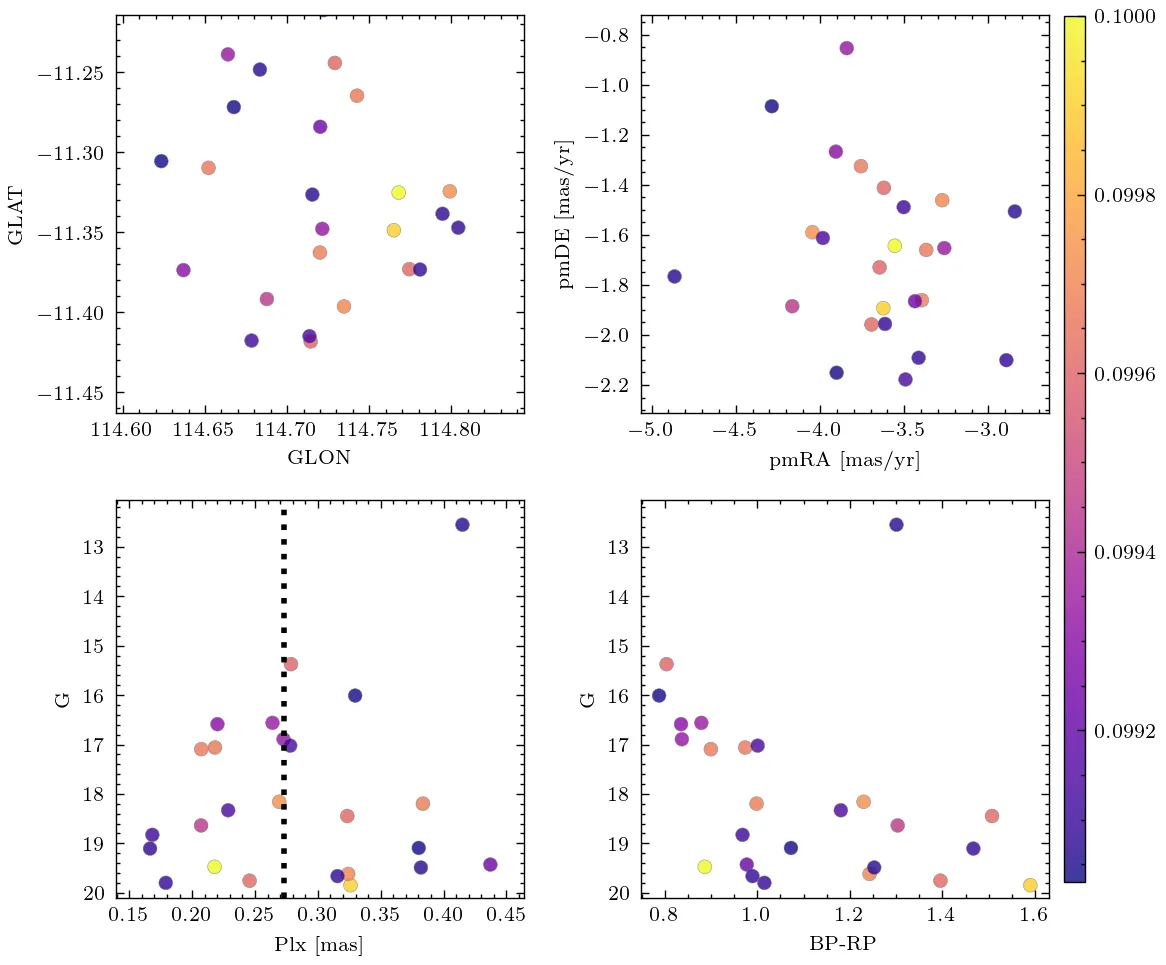 −11.25
−11.30
−11.35
−11.40
−11.45
GLAT
114.60 114.65 114.70 114.75 114.80
GLON
−0.8
−1.0
−1.2
−1.4
−1.6
−1.8
−2.0
−2.2
pmDE [mas/yr]
−5.0 −4.5 −4.0 −3.5 −3.0
pmRA [mas/yr]
0.1000
0.0998
0.0996
0.0994
0.0992
13
14
15
16
17
18
19
20
G
0.15 0.20 0.25 0.30 0.35 0.40 0.45
Plx [mas]
13
14
15
16
17
18
19
20
G
0.8 1.0 1.2 1.4 1.6
BP-RP